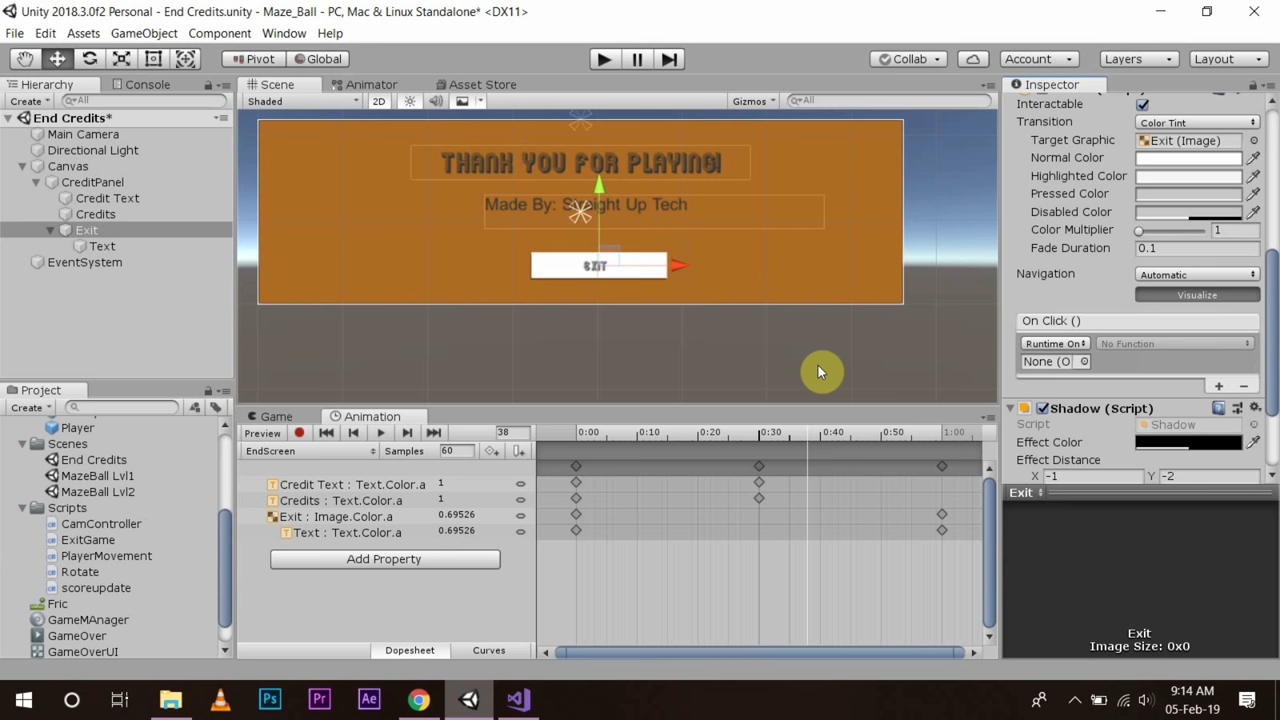 Unity 2018.3.0f2 Personal - End Credits.unity - Maze_Ball - PC, Mac & Linux Standalone* <DX11>
File Edit Assets GameObject Component Window Help
Pivot Global Collab Account Layers Layout
Hierarchy Console
Create All
End Credits*
Main Camera
Directional Light
Canvas
CreditPanel
Credit Text
Credits
Exit
Text
EventSystem
Scene Animator Asset Store
Shaded 2D Gizmos All
THANK YOU FOR PLAYING!
Made By: Straight Up Tech
EXIT
Inspector
Interactable
Transition Color Tint
Target Graphic Exit (Image)
Normal Color
Highlighted Color
Pressed Color
Disabled Color
Color Multiplier 1
Fade Duration 0.1
Navigation Automatic
Visualize
On Click ()
Runtime On No Function
None (O
Shadow (Script)
Script Shadow
Effect Color
Effect Distance
X -1 Y -2
Exit
Exit
Image Size: 0x0
Project
Create
Player
Scenes
End Credits
MazeBall Lvl1
MazeBall Lvl2
Scripts
CamController
ExitGame
PlayerMovement
Rotate
scoreupdate
Fric
GameMAnager
GameOver
GameOverUI
Game Animation
Preview 38 0:00 0:10 0:20 0:30 0:40 0:50 1:00
EndScreen Samples 60
Credit Text : Text.Color.a 1
Credits : Text.Color.a 1
Exit : Image.Color.a 0.69526
Text : Text.Color.a 0.69526
Add Property
Dopesheet Curves
Ps Pr Ae
9:14 AM
05-Feb-19